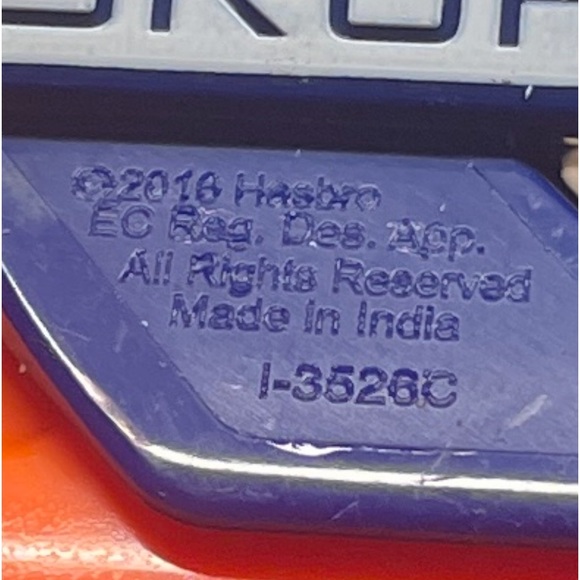 ©2016 Hasbro
EC Reg. Des. App.
All Rights Reserved
Made in India
I-3526C